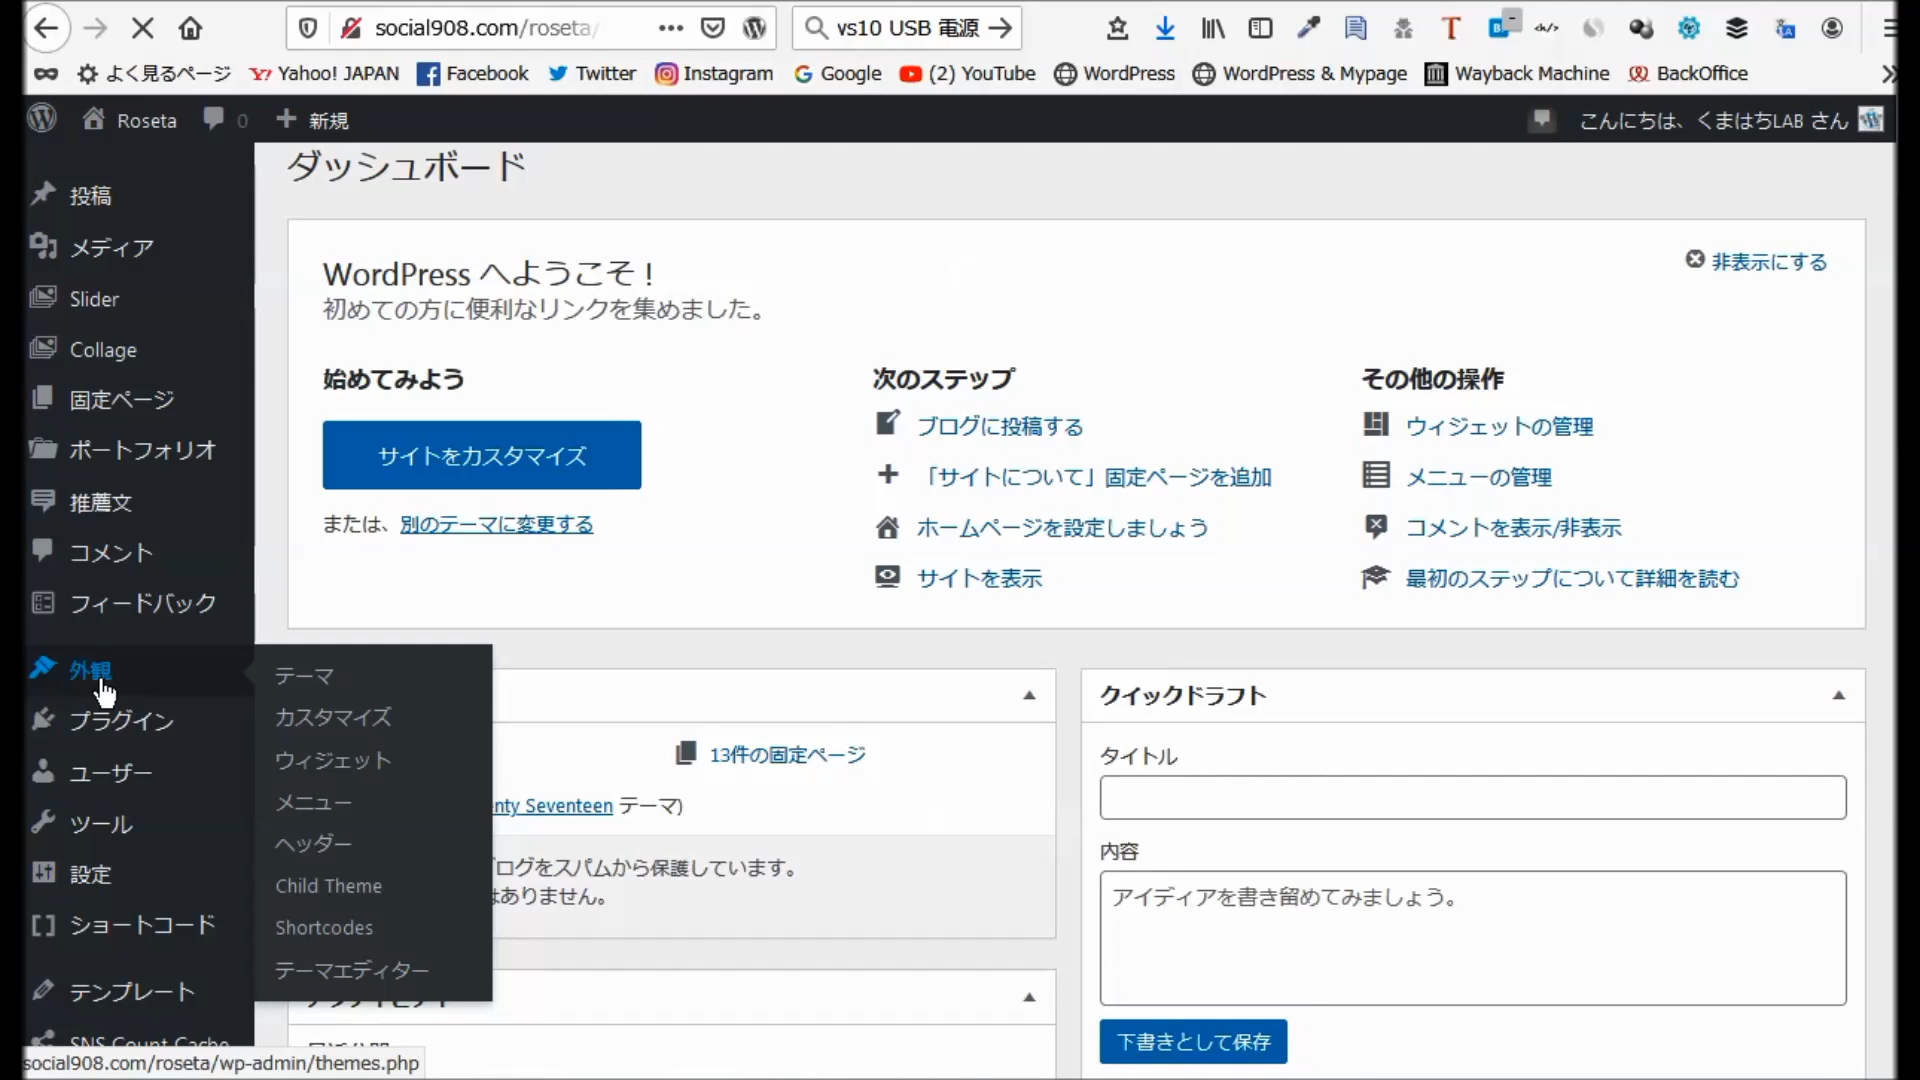 social908.com/roseta/
vs10 USB 電源
よく見るページ
Yahoo! JAPAN
Facebook
Twitter
Instagram
Google
(2) YouTube
WordPress
WordPress & Mypage
Wayback Machine
BackOffice
Roseta
0
新規
こんにちは、くまはちLAB さん
投稿
メディア
Slider
Collage
固定ページ
ポートフォリオ
推薦文
コメント
フィードバック
外観
プラグイン
ユーザー
ツール
設定
ショートコード
テンプレート
SNS Count Cache
テーマ
カスタマイズ
ウィジェット
メニュー
ヘッダー
Child Theme
Shortcodes
テーマエディター
ダッシュボード
WordPress へようこそ !
初めての方に便利なリンクを集めました。
非表示にする
始めてみよう
サイトをカスタマイズ
または、別のテーマに変更する
次のステップ
ブログに投稿する
「サイトについて」固定ページを追加
ホームページを設定しましょう
サイトを表示
その他の操作
ウィジェットの管理
メニューの管理
コメントを表示/非表示
最初のステップについて詳細を読む
13件の固定ページ
nty Seventeen テーマ)
ログをスパムから保護しています。
はありません。
クイックドラフト
タイトル
内容
アイディアを書き留めてみましょう。
下書きとして保存
social908.com/roseta/wp-admin/themes.php